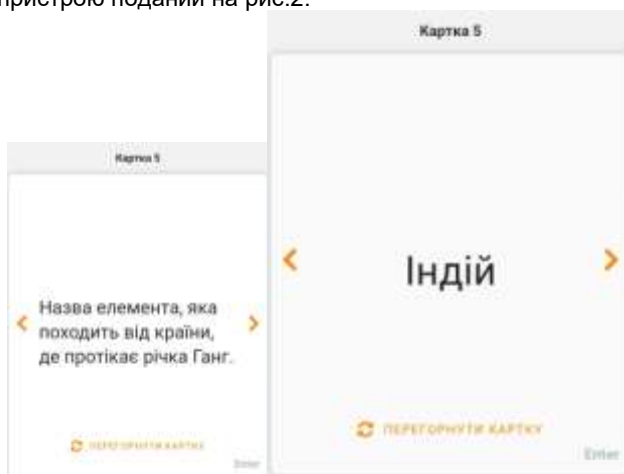 пристрою поданий на рис.2.
Картка 5
Назва елемента, яка
походить від країни,
де протікає річка Ганг.
ПЕРЕГОРНУТИ КАРТКУ
Enter
Картка 5
Індій
ПЕРЕГОРНУТИ КАРТКУ
Enter